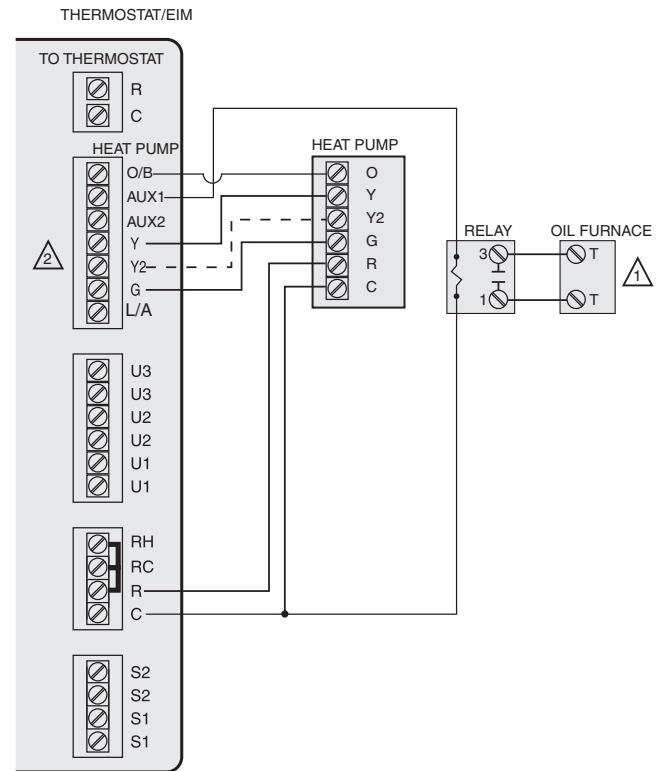 THERMOSTAT/EIM
TO THERMOSTAT
R
C
HEAT PUMP
O/B
AUX1
AUX2
Y
Y2
G
L/A
2
U3
U3
U2
U2
U1
U1
RH
RC
R
C
S2
S2
S1
S1
HEAT PUMP
O
Y
Y2
G
R
C
RELAY
3
1
OIL FURNACE
T
T
1